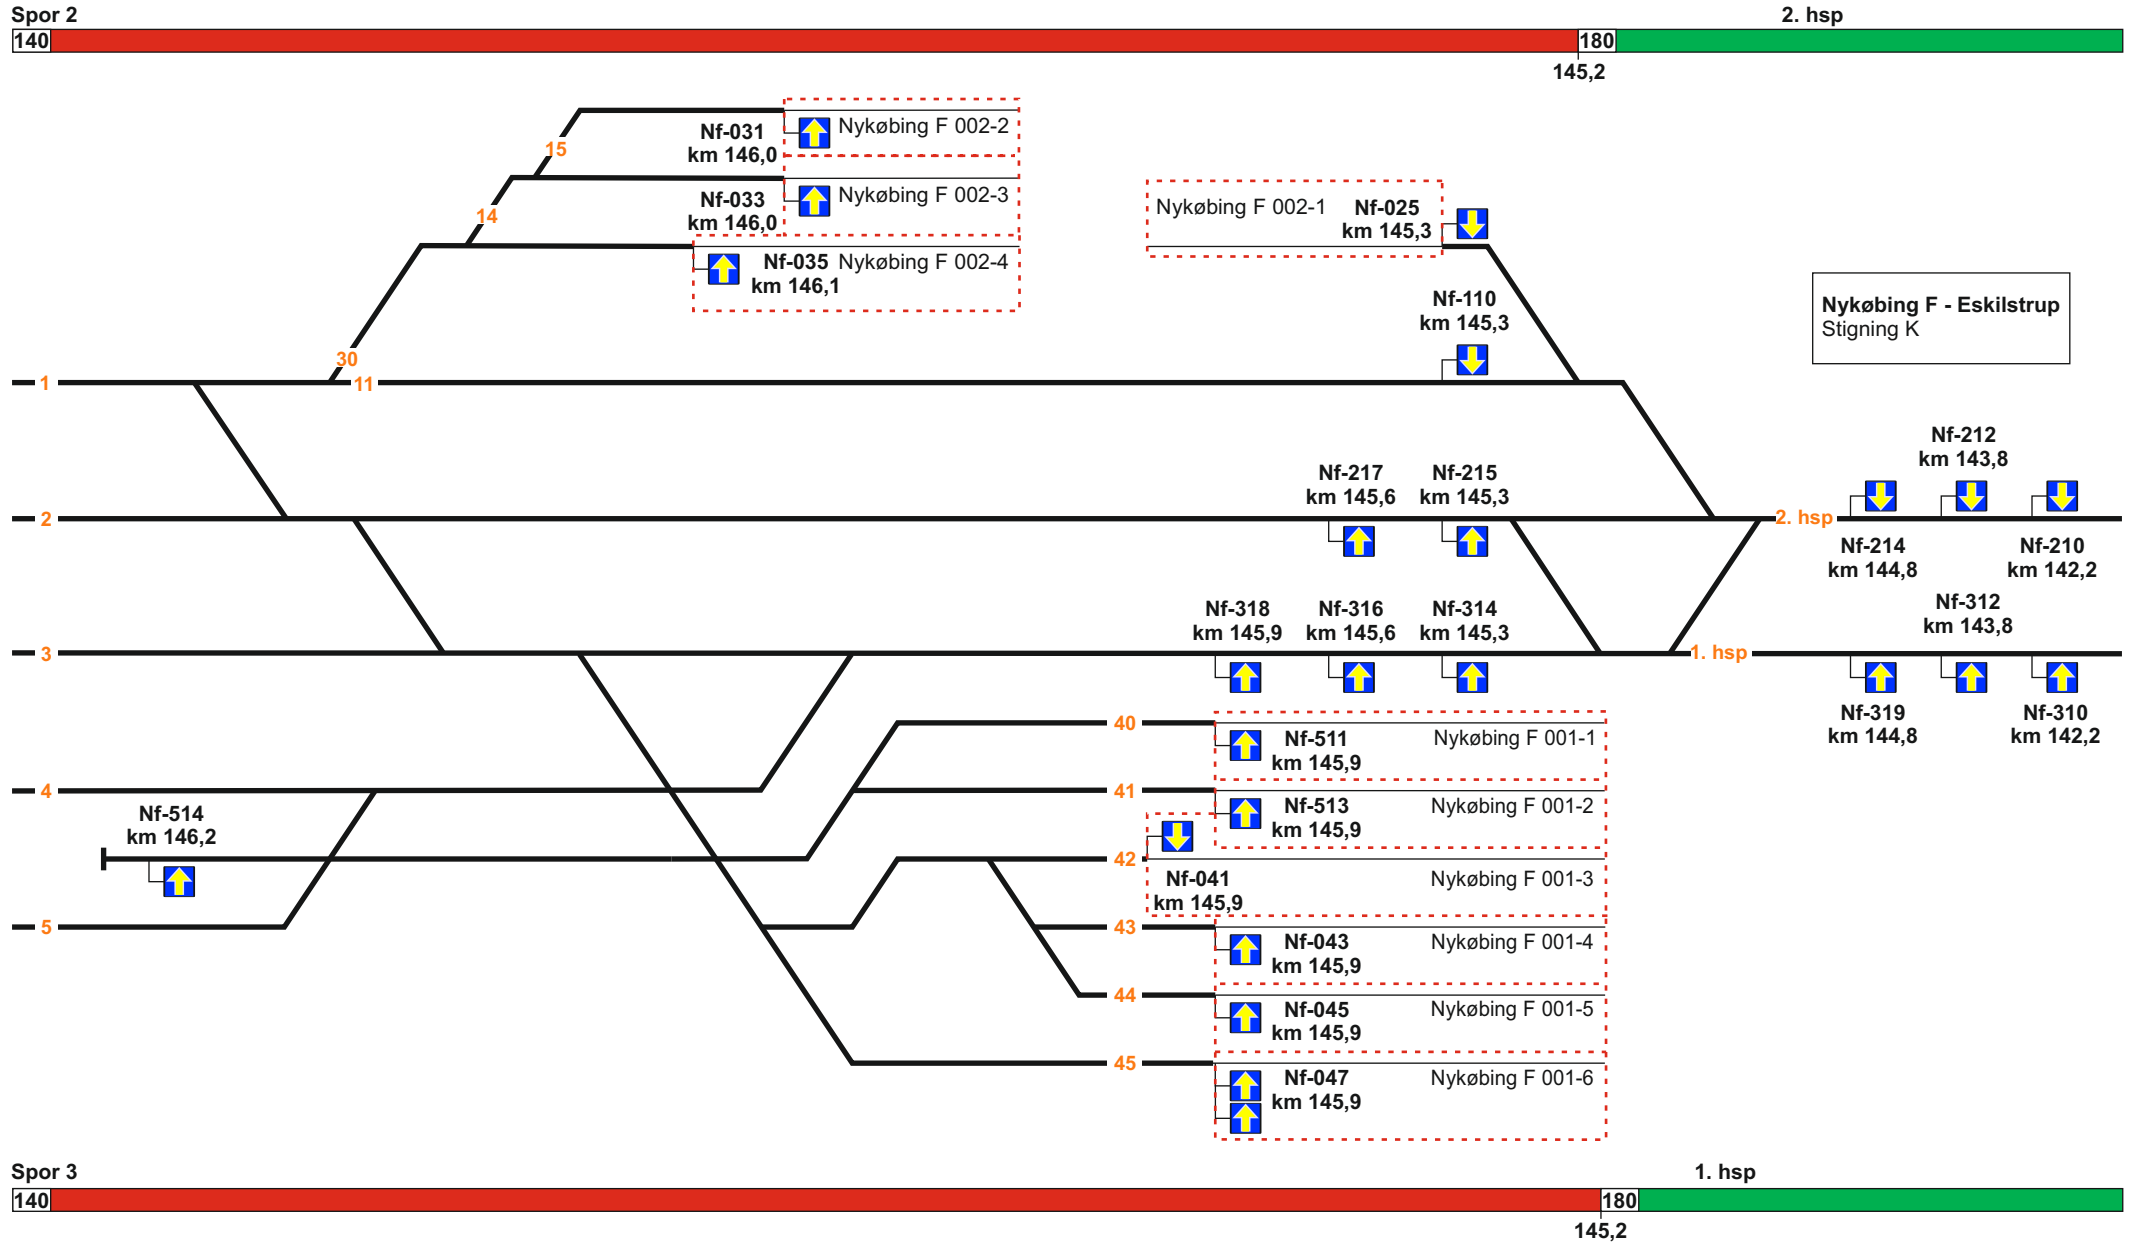 Spor 2
2. hsp
140
180
145,2
Nf-031
km 146,0
Nykøbing F 002-2
15
Nf-033
km 146,0
Nykøbing F 002-3
14
Nf-035
km 146,1
Nykøbing F 002-4
Nykøbing F 002-1
Nf-025
km 145,3
Nf-110
km 145,3
Nykøbing F - Eskilstrup
Stigning K
30
1
11
Nf-212
km 143,8
Nf-217
km 145,6
Nf-215
km 145,3
2
2. hsp
Nf-214
km 144,8
Nf-210
km 142,2
Nf-318
km 145,9
Nf-316
km 145,6
Nf-314
km 145,3
Nf-312
km 143,8
3
1. hsp
Nf-319
km 144,8
Nf-310
km 142,2
40
Nf-511
km 145,9
Nykøbing F 001-1
4
41
Nf-514
km 146,2
Nf-513
km 145,9
Nykøbing F 001-2
42
Nf-041
km 145,9
Nykøbing F 001-3
5
43
Nf-043
km 145,9
Nykøbing F 001-4
44
Nf-045
km 145,9
Nykøbing F 001-5
45
Nf-047
km 145,9
Nykøbing F 001-6
Spor 3
1. hsp
140
180
145,2